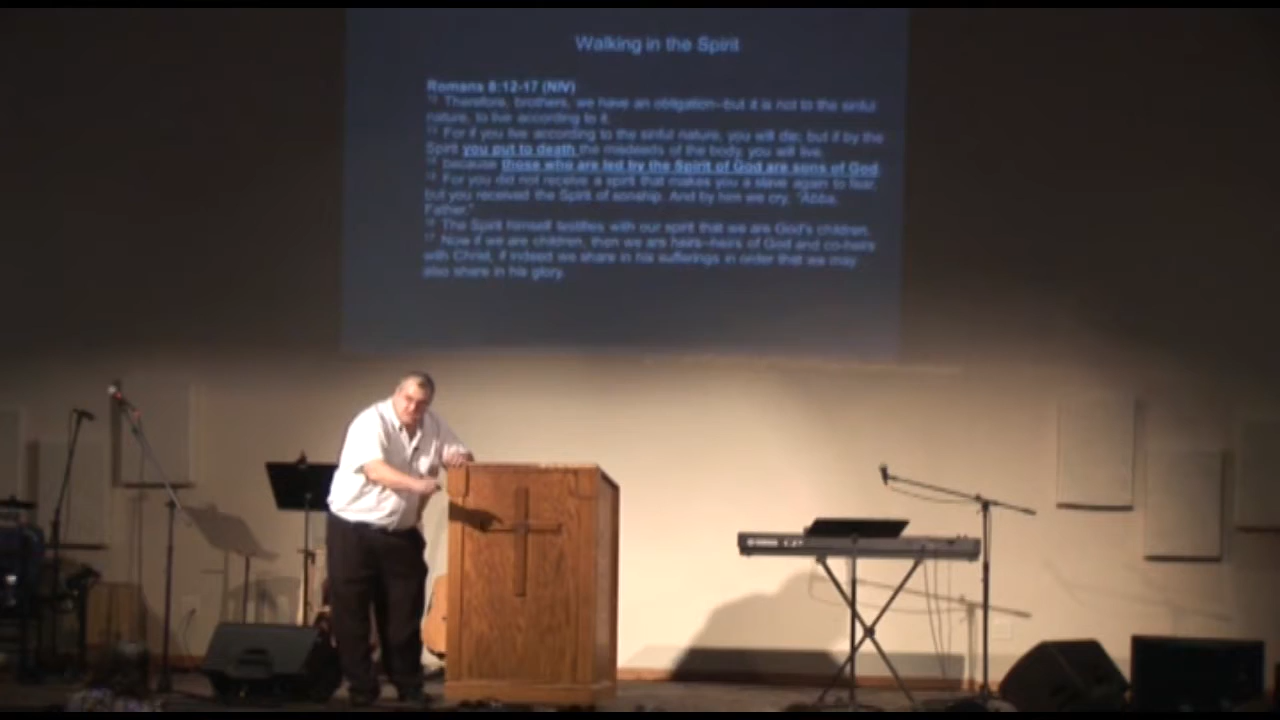 Walking in the Spirit
Romans 8:12-17 (NIV)
12 Therefore, brothers, we have an obligation--but it is not to the sinful
nature, to live according to it.
13 For if you live according to the sinful nature, you will die; but if by the
Spirit you put to death the misdeeds of the body, you will live,
14 because those who are led by the Spirit of God are sons of God
15 For you did not receive a spirit that makes you a slave again to fear,
but you received the Spirit of sonship. And by him we cry, "Abba,
Father."
16 The Spirit himself testifies with our spirit that we are God's children.
17 Now if we are children, then we are heirs--heirs of God and co-heirs
with Christ, if indeed we share in his sufferings in order that we may
also share in his glory.